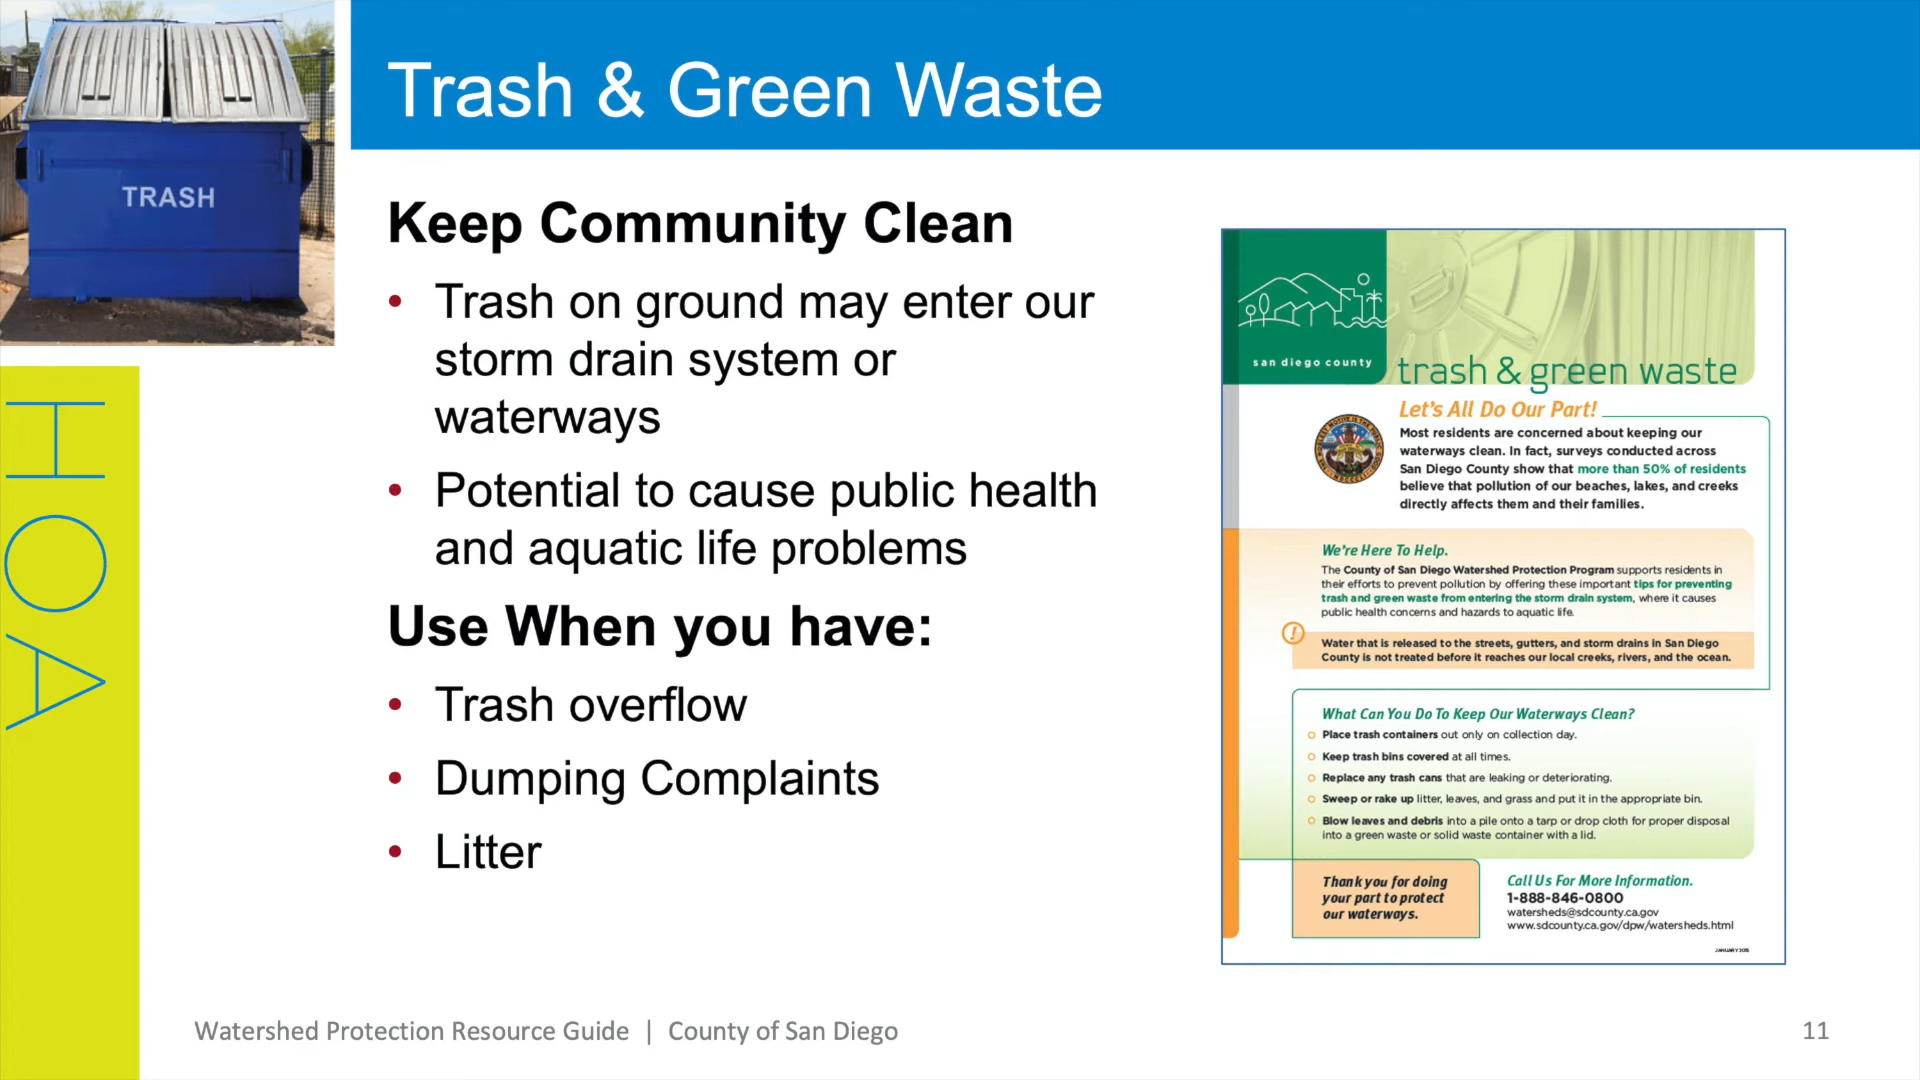 TRASH
HOA
Trash & Green Waste
Keep Community Clean
• Trash on ground may enter our
storm drain system or
waterways
• Potential to cause public health
and aquatic life problems
Use When you have:
• Trash overflow
• Dumping Complaints
• Litter
san diego county
trash & green waste
Let's All Do Our Part!
Most residents are concerned about keeping our
waterways clean. In fact, surveys conducted across
San Diego County show that more than 50% of residents
believe that pollution of our beaches, lakes, and creeks
directly affects them and their families.
We're Here To Help.
The County of San Diego Watershed Protection Program supports residents in
their efforts to prevent pollution by offering these important tips for preventing
trash and green waste from entering the storm drain system, where it causes
public health concerns and hazards to aquatic life.
!
Water that is released to the streets, gutters, and storm drains in San Diego
County is not treated before it reaches our local creeks, rivers, and the ocean.
What Can You Do To Keep Our Waterways Clean?
Place trash containers out only on collection day.
Keep trash bins covered at all times.
Replace any trash cans that are leaking or deteriorating.
Sweep or rake up litter, leaves, and grass and put it in the appropriate bin.
Blow leaves and debris into a pile onto a tarp or drop cloth for proper disposal
into a green waste or solid waste container with a lid.
Thank you for doing
your part to protect
our waterways.
Call Us For More Information.
1-888-846-0800
watersheds@sdcounty.ca.gov
www.sdcounty.ca.gov/dpw/watersheds.html
JANUARY
Watershed Protection Resource Guide | County of San Diego
11